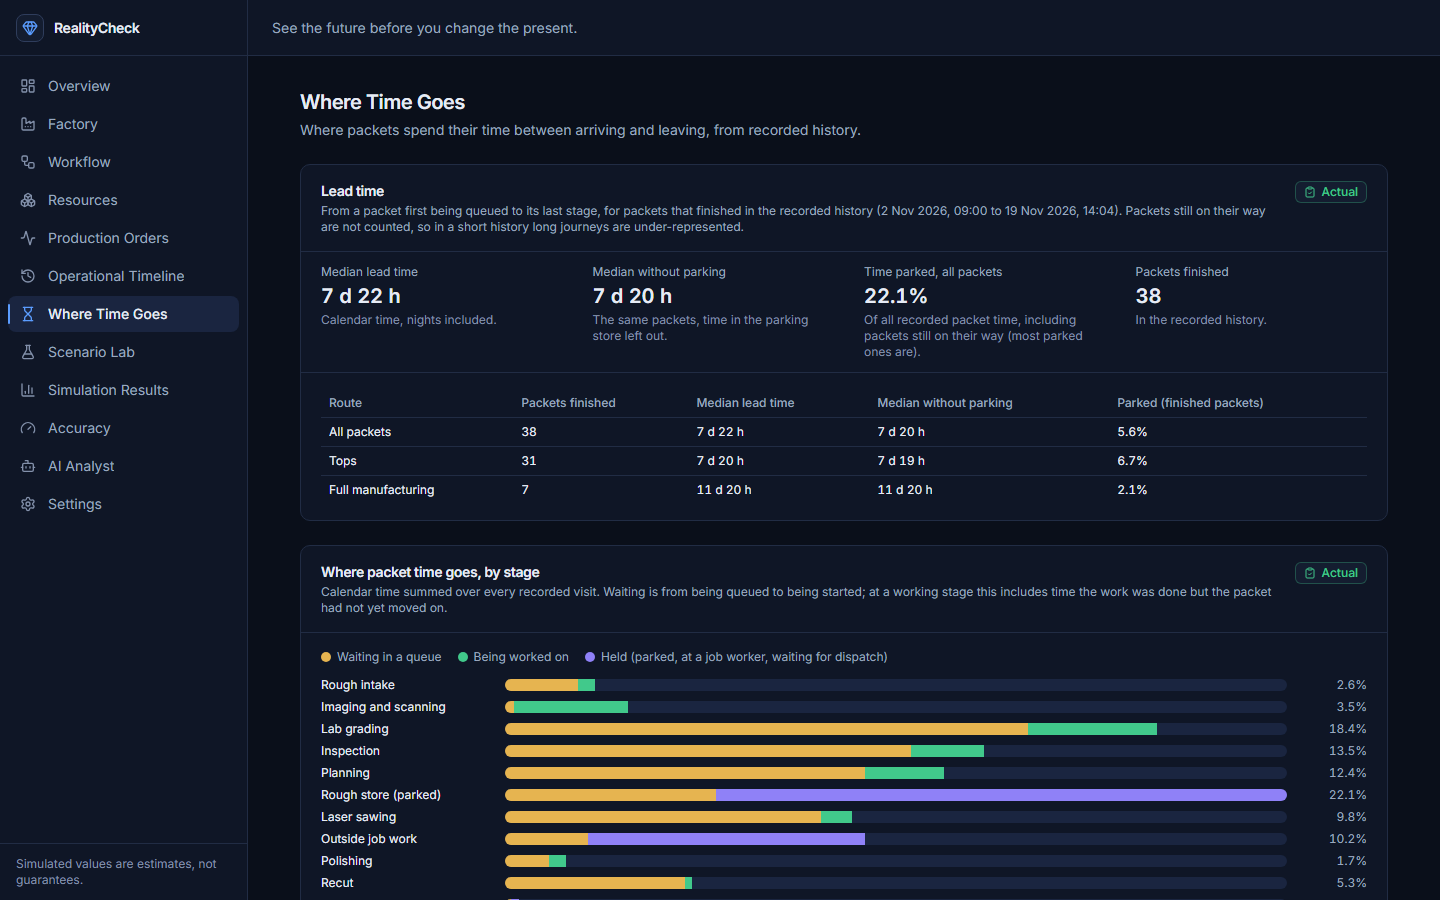 RealityCheck
See the future before you change the present.
Overview
Factory
Workflow
Resources
Production Orders
Operational Timeline
Where Time Goes
Scenario Lab
Simulation Results
Accuracy
AI Analyst
Settings
Simulated values are estimates, not
guarantees.
Where Time Goes
Where packets spend their time between arriving and leaving, from recorded history.
Lead time
Actual
From a packet first being queued to its last stage, for packets that finished in the recorded history (2 Nov 2026, 09:00 to 19 Nov 2026, 14:04). Packets still on their way
are not counted, so in a short history long journeys are under-represented.
Median lead time
7 d 22 h
Calendar time, nights included.
Median without parking
7 d 20 h
The same packets, time in the parking
store left out.
Time parked, all packets
22.1%
Of all recorded packet time, including
packets still on their way (most parked
ones are).
Packets finished
38
In the recorded history.
Route Packets finished Median lead time Median without parking Parked (finished packets)
All packets 38 7 d 22 h 7 d 20 h 5.6%
Tops 31 7 d 20 h 7 d 19 h 6.7%
Full manufacturing 7 11 d 20 h 11 d 20 h 2.1%
Where packet time goes, by stage
Actual
Calendar time summed over every recorded visit. Waiting is from being queued to being started; at a working stage this includes time the work was done but the packet
had not yet moved on.
Waiting in a queue Being worked on Held (parked, at a job worker, waiting for dispatch)
Rough intake 2.6%
Imaging and scanning 3.5%
Lab grading 18.4%
Inspection 13.5%
Planning 12.4%
Rough store (parked) 22.1%
Laser sawing 9.8%
Outside job work 10.2%
Polishing 1.7%
Recut 5.3%